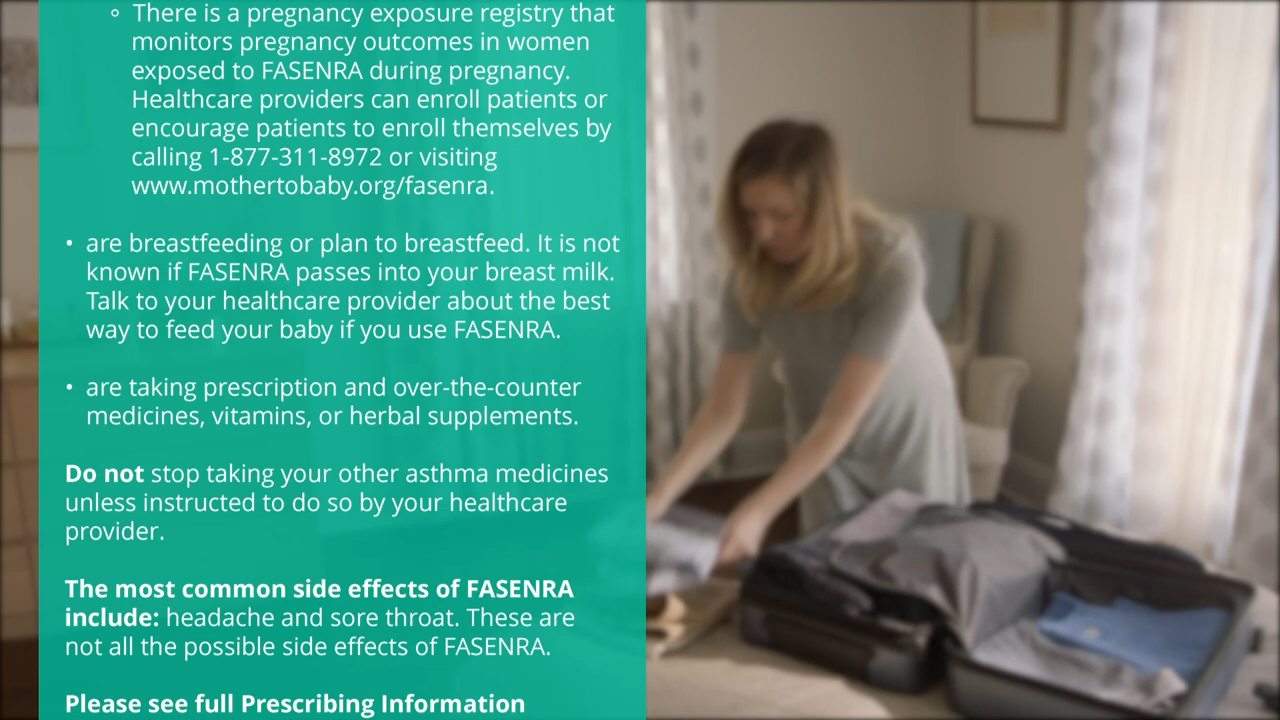 ◦ There is a pregnancy exposure registry that
monitors pregnancy outcomes in women
exposed to FASENRA during pregnancy.
Healthcare providers can enroll patients or
encourage patients to enroll themselves by
calling 1-877-311-8972 or visiting
www.mothertobaby.org/fasenra.
• are breastfeeding or plan to breastfeed. It is not
known if FASENRA passes into your breast milk.
Talk to your healthcare provider about the best
way to feed your baby if you use FASENRA.
• are taking prescription and over-the-counter
medicines, vitamins, or herbal supplements.
Do not stop taking your other asthma medicines
unless instructed to do so by your healthcare
provider.
The most common side effects of FASENRA
include: headache and sore throat. These are
not all the possible side effects of FASENRA.
Please see full Prescribing Information